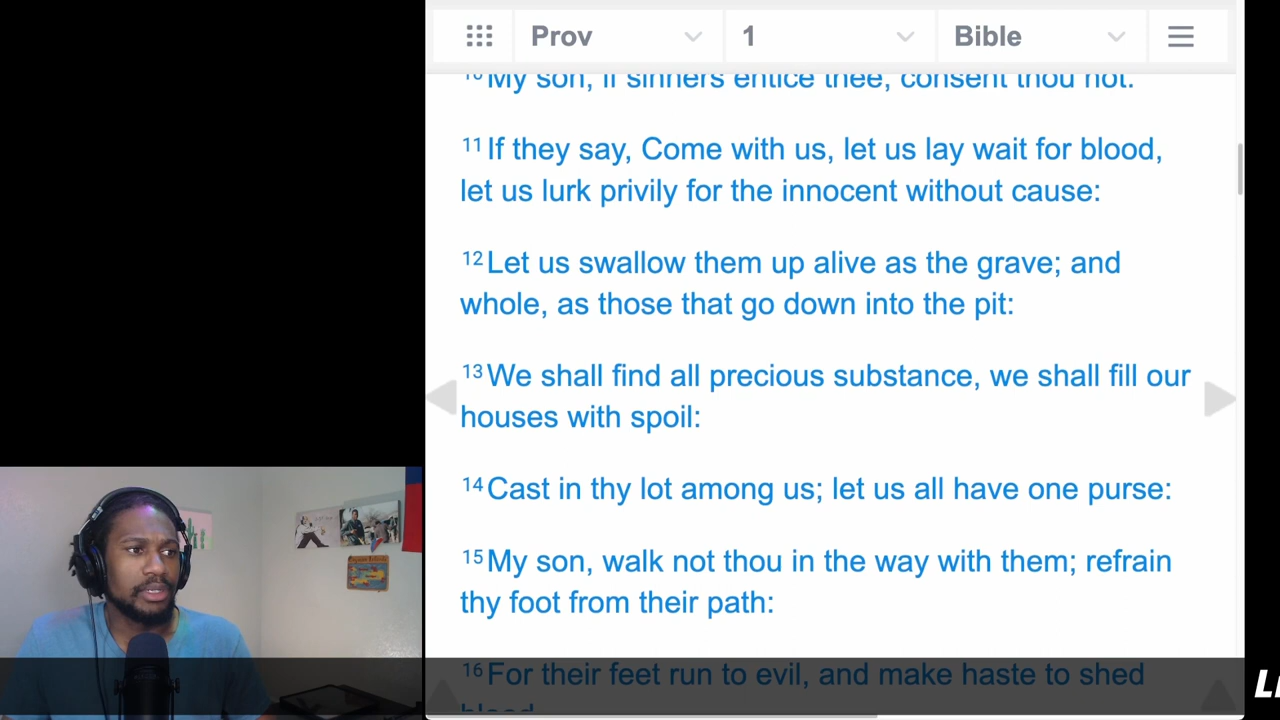 Prov 1 Bible
10 My son, if sinners entice thee, consent thou not.
11 If they say, Come with us, let us lay wait for blood,
let us lurk privily for the innocent without cause:
12 Let us swallow them up alive as the grave; and
whole, as those that go down into the pit:
13 We shall find all precious substance, we shall fill our
houses with spoil:
14 Cast in thy lot among us; let us all have one purse:
15 My son, walk not thou in the way with them; refrain
thy foot from their path:
16 For their feet run to evil, and make haste to shed
blood.